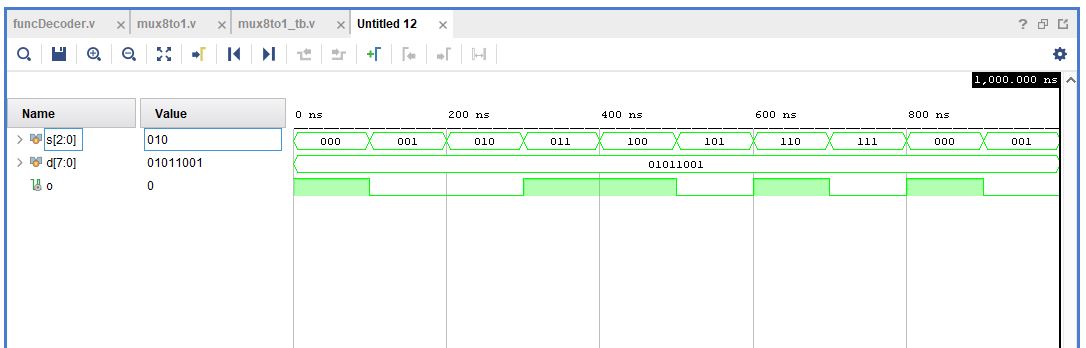 funcDecoder.v × mux8to1.v × mux8to1_tb.v × Untitled 12 × ?
1,000.000 ns
Name Value 0 ns 200 ns 400 ns 600 ns 800 ns
s[2:0] 010 000 001 010 011 100 101 110 111 000 001
d[7:0] 01011001 01011001
o 0